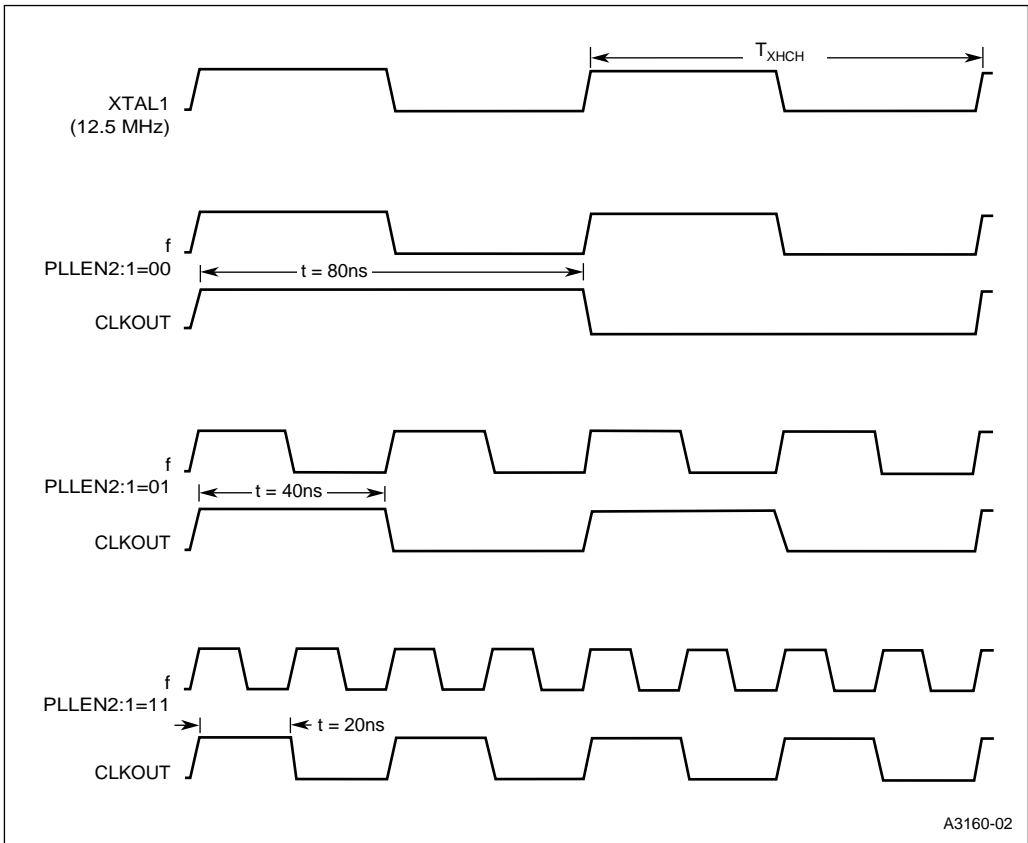 T_XHCH
XTAL1
(12.5 MHz)
f
PLLEN2:1=00
t = 80ns
CLKOUT
f
PLLEN2:1=01
t = 40ns
CLKOUT
f
PLLEN2:1=11
t = 20ns
CLKOUT
A3160-02